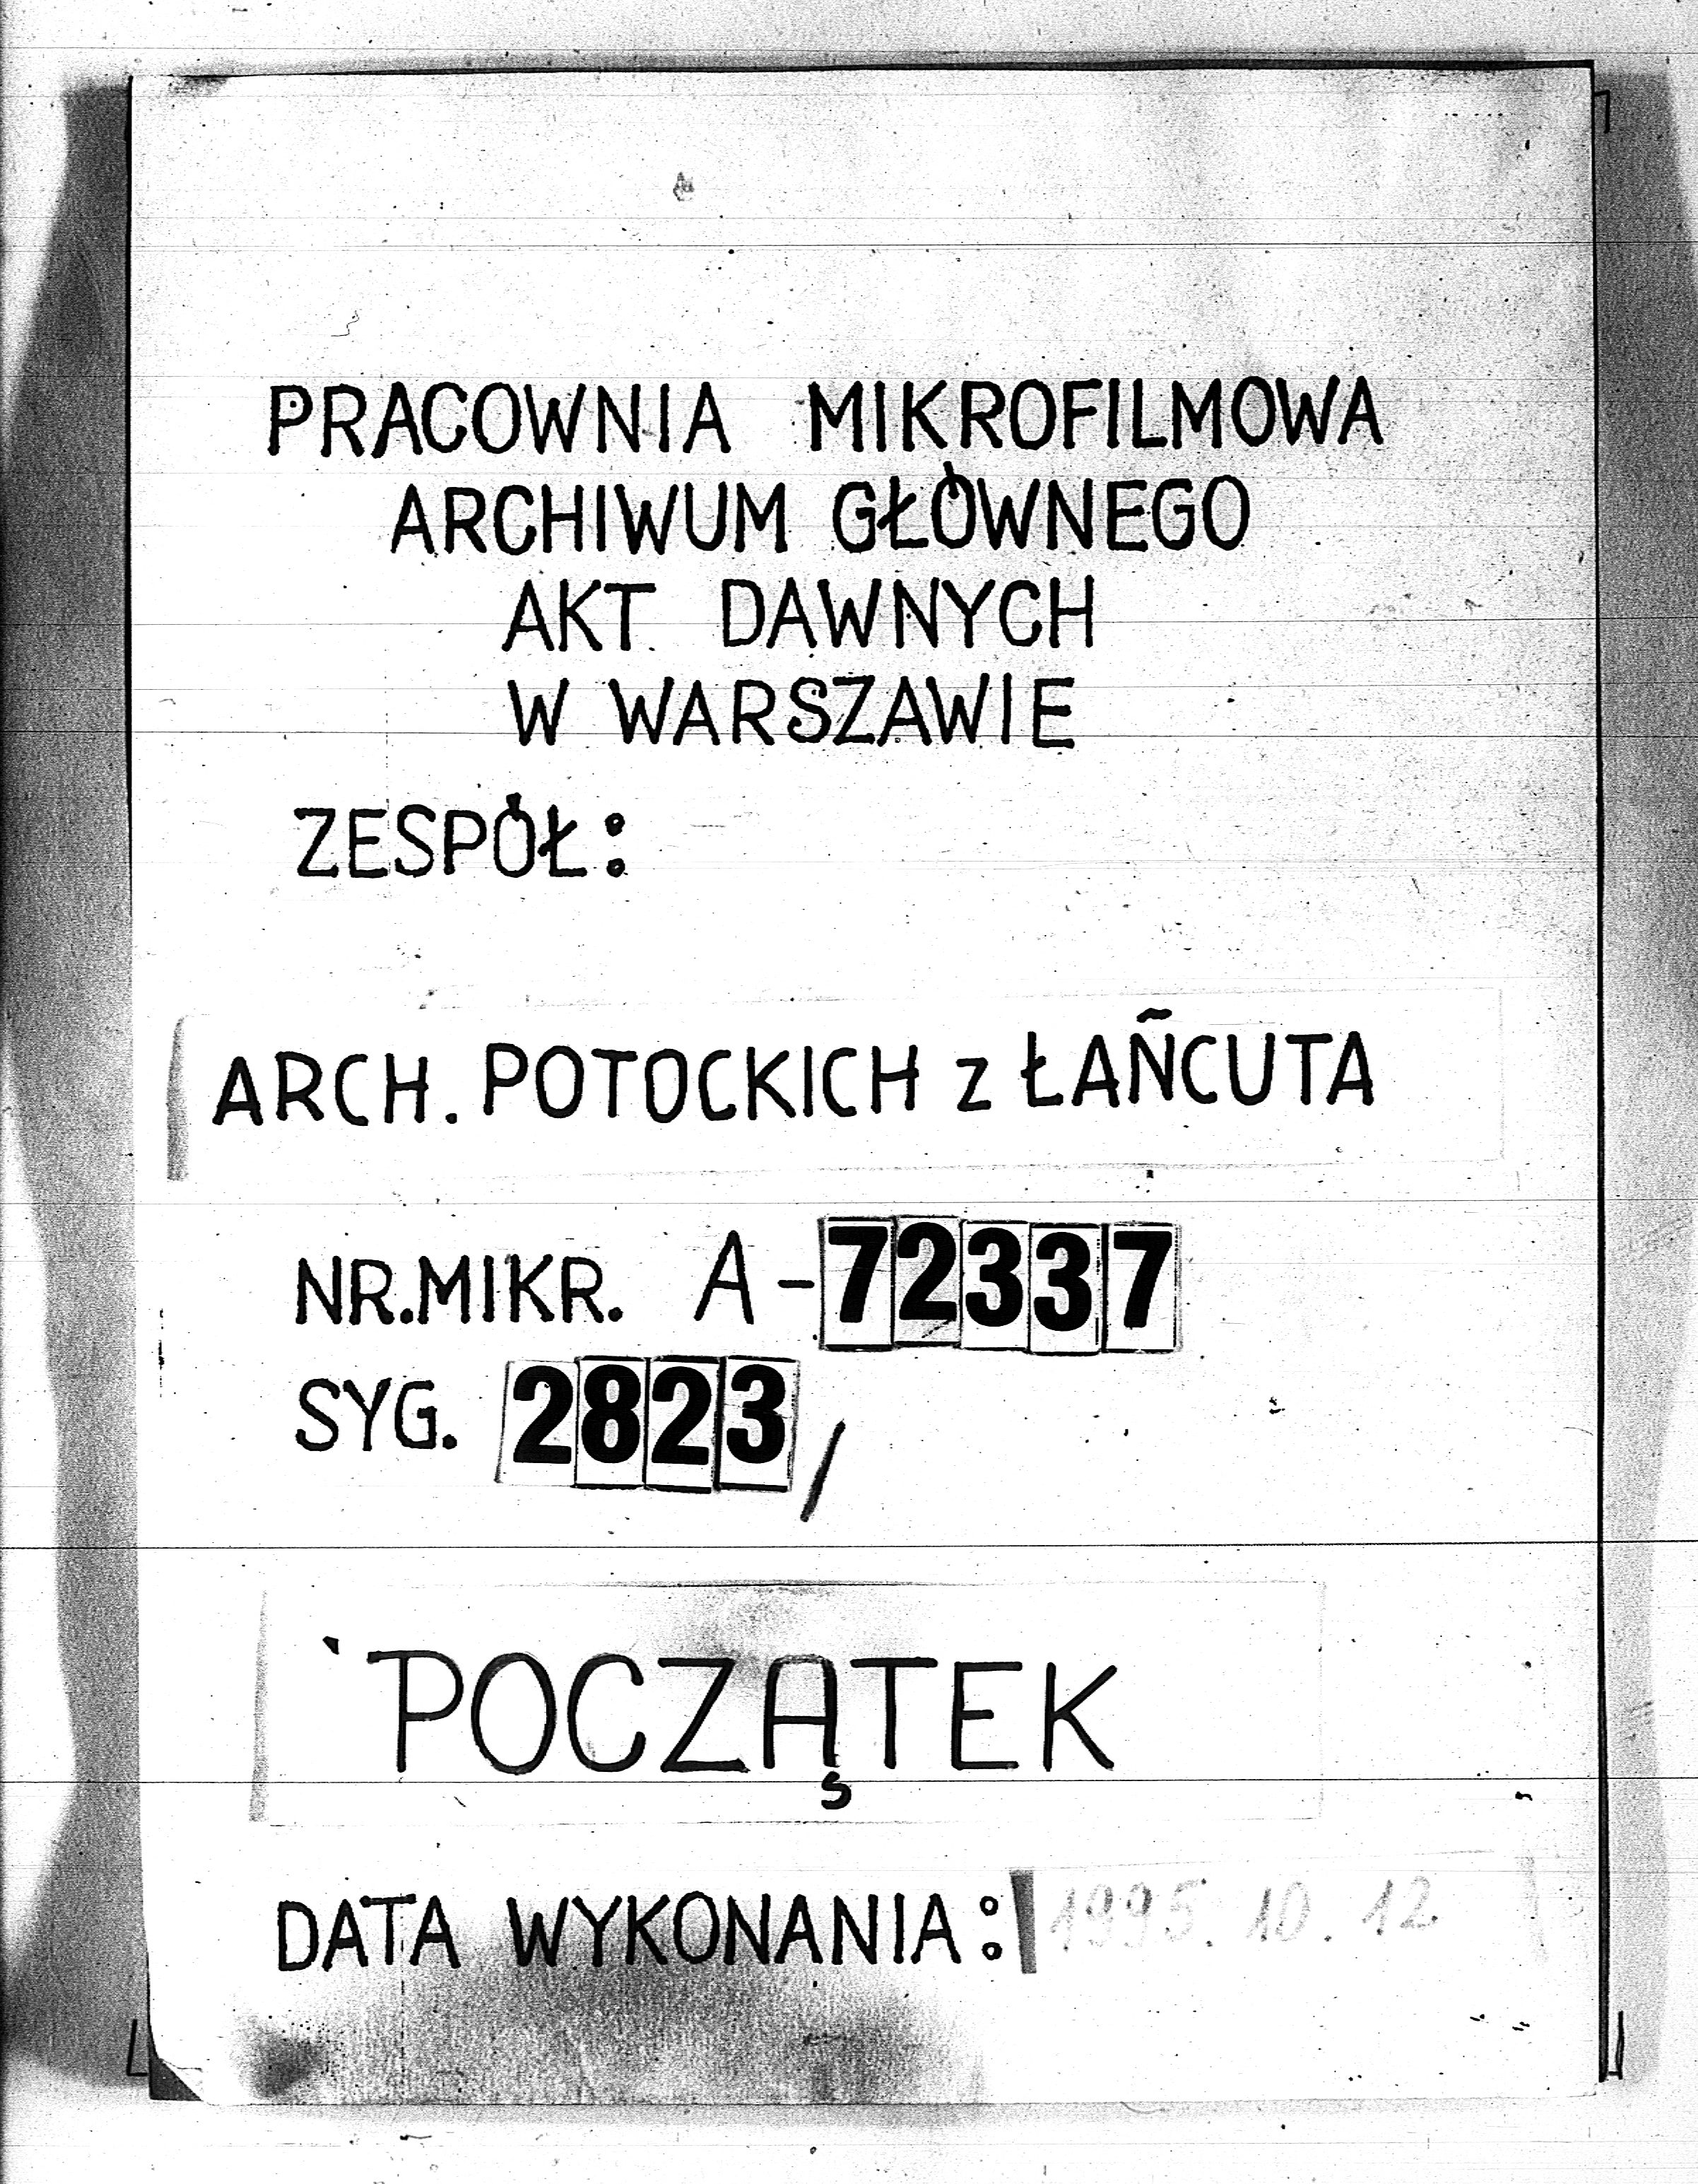 PRACOWNIA MIKROFILMOWA
ARCHIWUM GŁÓWNEGO
AKT DAWNYCH
W WARSZAWIE
ZESPÓŁ:
ARCH. POTOCKICH z ŁAŃCUTA
NR.MIKR. A-72337
SYG. 2823/
POCZĄTEK
DATA WYKONANIA: 1995.10.12